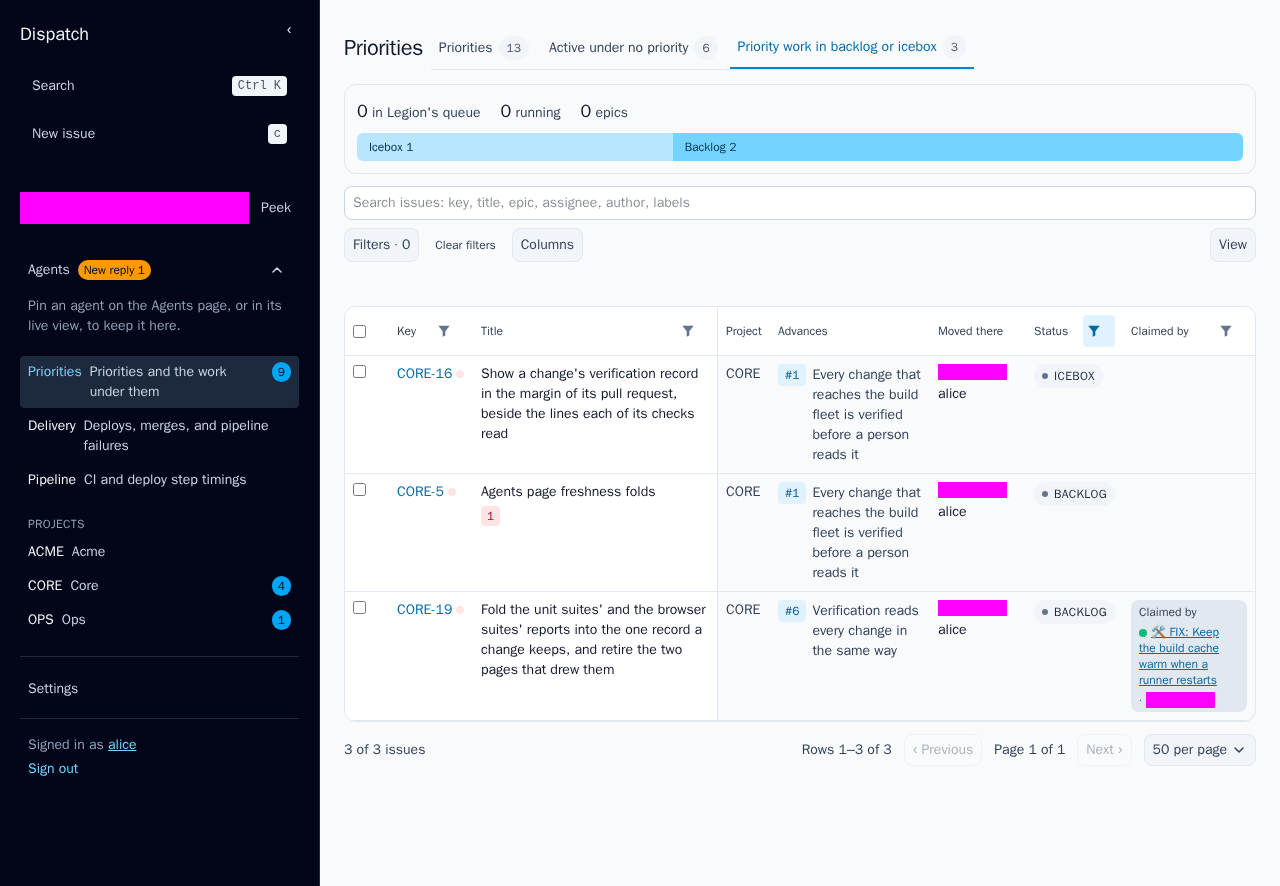 Dispatch
‹
Search
Ctrl K
New issue
C
Peek
Agents
New reply 1
Pin an agent on the Agents page, or in its
live view, to keep it here.
Priorities Priorities and the work
under them
9
Delivery Deploys, merges, and pipeline
failures
Pipeline CI and deploy step timings
PROJECTS
ACME Acme
CORE Core 4
OPS Ops 1
Settings
Signed in as alice
Sign out
Priorities
Priorities 13
Active under no priority 6
Priority work in backlog or icebox 3
0 in Legion's queue 0 running 0 epics
Icebox 1
Backlog 2
Search issues: key, title, epic, assignee, author, labels
Filters · 0
Clear filters
Columns
View
Key Title Project Advances Moved there Status Claimed by
CORE-16
Show a change's verification record
in the margin of its pull request,
beside the lines each of its checks
read
CORE
#1
Every change that
reaches the build
fleet is verified
before a person
reads it
alice
ICEBOX
CORE-5
Agents page freshness folds
1
CORE
#1
Every change that
reaches the build
fleet is verified
before a person
reads it
alice
BACKLOG
CORE-19
Fold the unit suites' and the browser
suites' reports into the one record a
change keeps, and retire the two
pages that drew them
CORE
#6
Verification reads
every change in
the same way
alice
BACKLOG
Claimed by
🛠️ FIX: Keep
the build cache
warm when a
runner restarts
·
3 of 3 issues
Rows 1–3 of 3
‹ Previous
Page 1 of 1
Next ›
50 per page